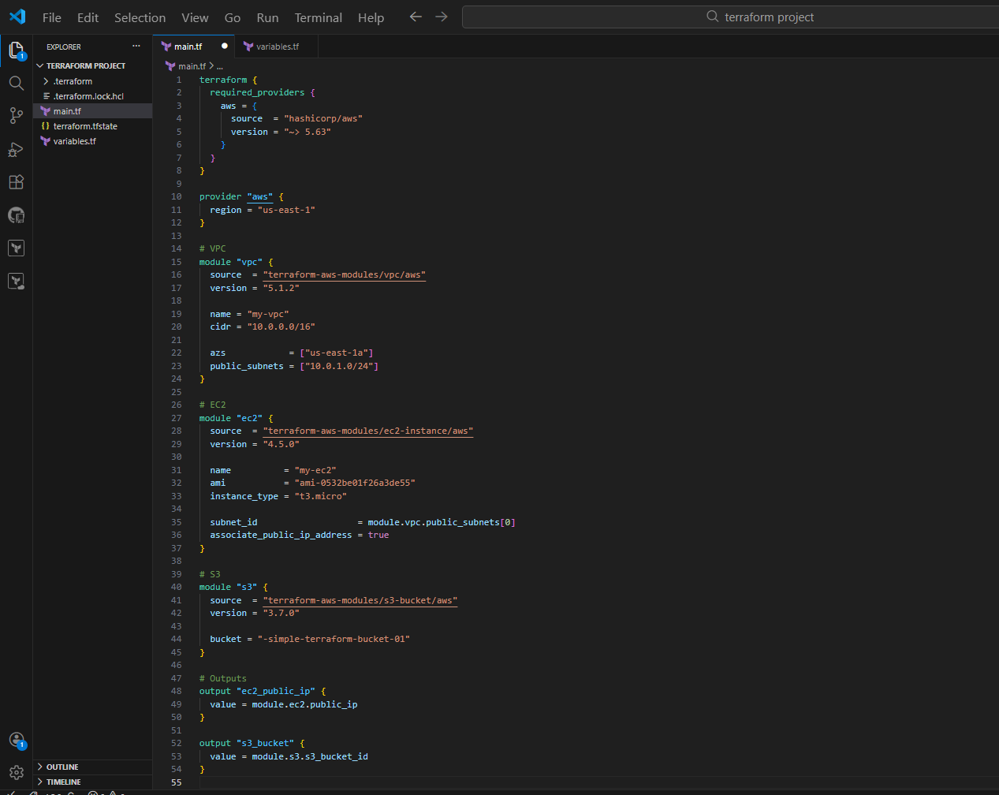 File Edit Selection View Go Run Terminal Help
terraform project
EXPLORER ...
TERRAFORM PROJECT
.terraform
.terraform.lock.hcl
main.tf
terraform.tfstate
variables.tf
OUTLINE
TIMELINE
1
1
main.tf
variables.tf
main.tf > ...
1 terraform {
2   required_providers {
3     aws = {
4       source  = "hashicorp/aws"
5       version = "~> 5.63"
6     }
7   }
8 }
9
10 provider "aws" {
11   region = "us-east-1"
12 }
13
14 # VPC
15 module "vpc" {
16   source  = "terraform-aws-modules/vpc/aws"
17   version = "5.1.2"
18
19   name = "my-vpc"
20   cidr = "10.0.0.0/16"
21
22   azs            = ["us-east-1a"]
23   public_subnets = ["10.0.1.0/24"]
24 }
25
26 # EC2
27 module "ec2" {
28   source  = "terraform-aws-modules/ec2-instance/aws"
29   version = "4.5.0"
30
31   name          = "my-ec2"
32   ami           = "ami-0532be01f26a3de55"
33   instance_type = "t3.micro"
34
35   subnet_id                   = module.vpc.public_subnets[0]
36   associate_public_ip_address = true
37 }
38
39 # S3
40 module "s3" {
41   source  = "terraform-aws-modules/s3-bucket/aws"
42   version = "3.7.0"
43
44   bucket = "-simple-terraform-bucket-01"
45 }
46
47 # Outputs
48 output "ec2_public_ip" {
49   value = module.ec2.public_ip
50 }
51
52 output "s3_bucket" {
53   value = module.s3.s3_bucket_id
54 }
55